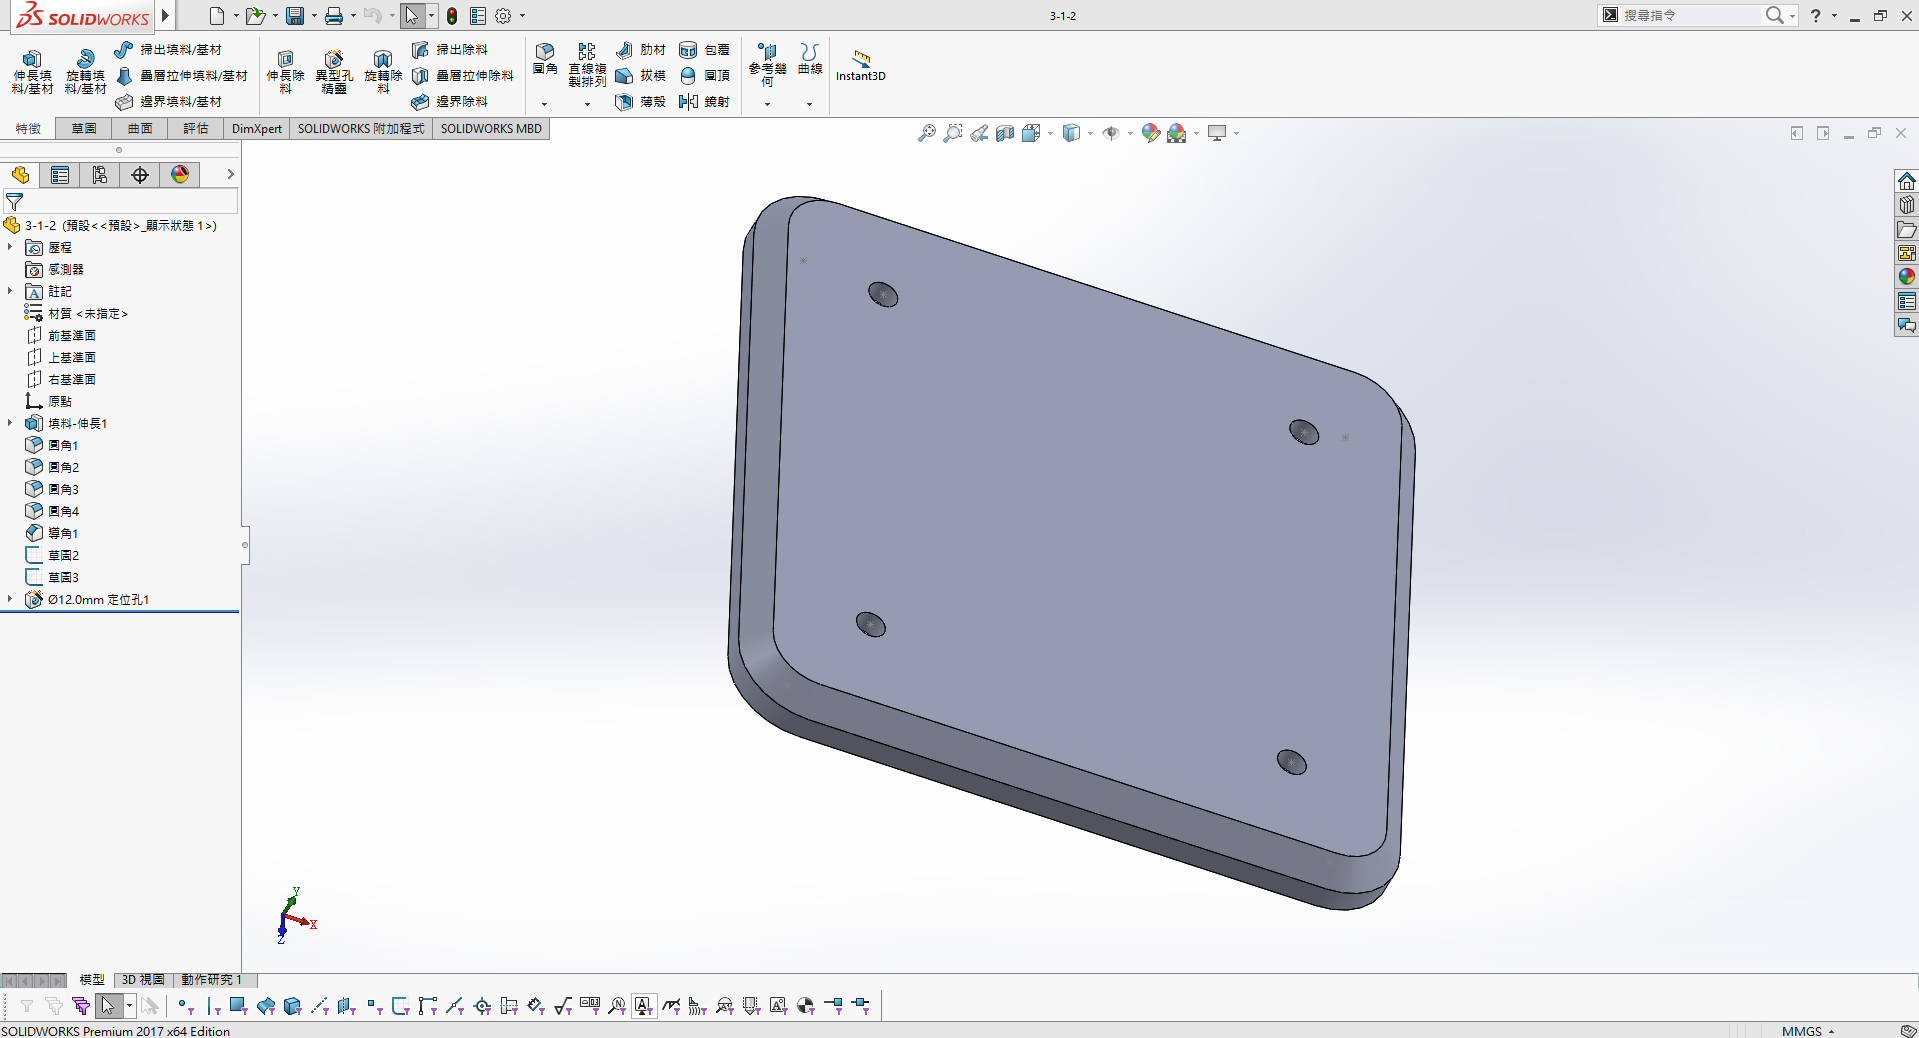 SOLIDWORKS
3-1-2
搜尋指令
伸長填料/基材
旋轉填料/基材
掃出填料/基材
疊層拉伸填料/基材
邊界填料/基材
伸長除料
異型孔精靈
旋轉除料
掃出除料
疊層拉伸除料
邊界除料
圓角
直線複製排列
肋材
拔模
薄殼
包覆
圓頂
鏡射
參考幾何
曲線
Instant3D
特徵
草圖
曲面
評估
DimXpert
SOLIDWORKS 附加程式
SOLIDWORKS MBD
3-1-2 (預設<<預設>_顯示狀態 1>)
歷程
感測器
註記
材質 <未指定>
前基準面
上基準面
右基準面
原點
填料-伸長1
圓角1
圓角2
圓角3
圓角4
導角1
草圖2
草圖3
Ø12.0mm 定位孔1
Y
X
Z
模型
3D 視圖
動作研究 1
SOLIDWORKS Premium 2017 x64 Edition
MMGS